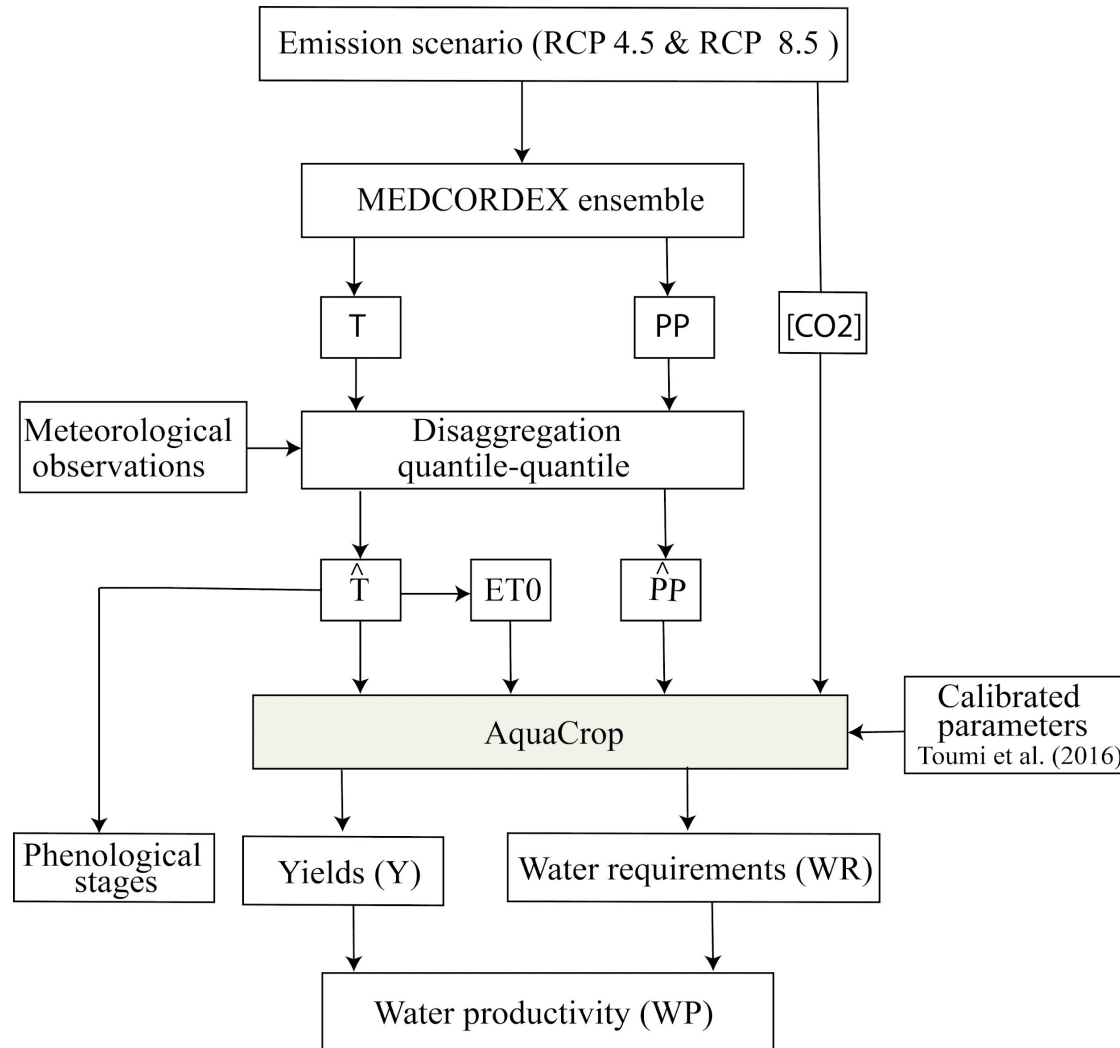 Emission scenario (RCP 4.5 & RCP 8.5 )
MEDCORDEX ensemble
T
PP
[CO2]
Meteorological
observations
Disaggregation
quantile-quantile
T̂
ET0
P̂P
AquaCrop
Calibrated
parameters
Toumi et al. (2016)
Phenological
stages
Yields (Y)
Water requirements (WR)
Water productivity (WP)